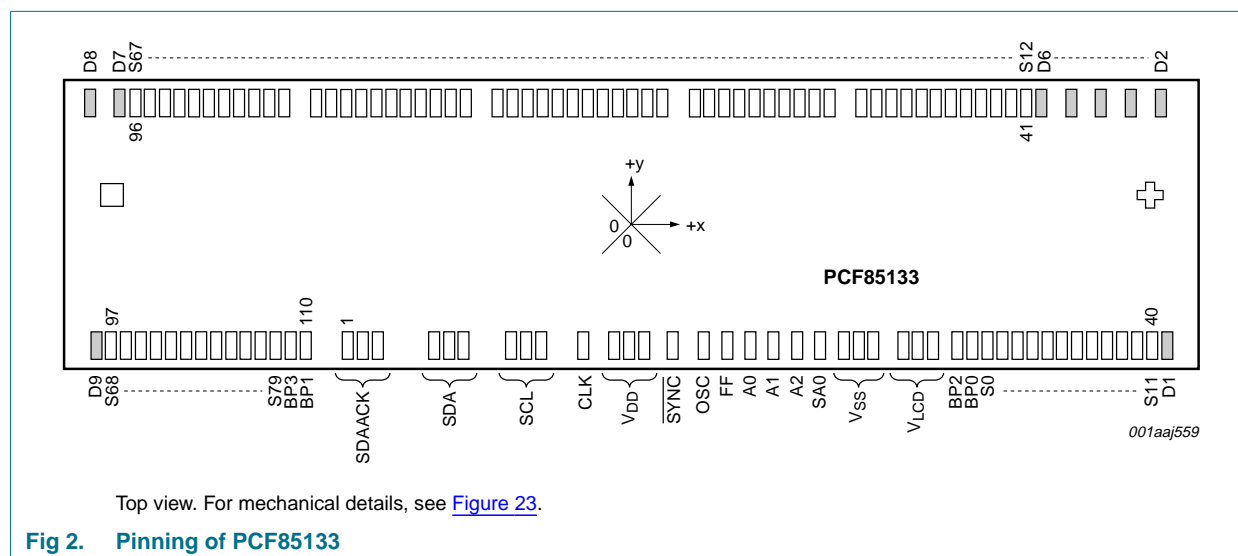 D8
D7
S67
S12
D6
D2
96
41
+y
0
0
+x
PCF85133
97
110
1
40
D9
S68
S79
BP3
BP1
SDAACK
SDA
SCL
CLK
VDD
SYNC
OSC
FF
A0
A1
A2
SA0
VSS
VLCD
BP2
BP0
S0
S11
D1
001aaj559
Top view. For mechanical details, see Figure 23.
Fig 2. Pinning of PCF85133